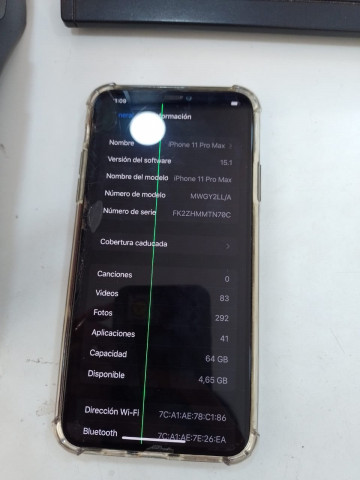 1:09
Información
Nombre iPhone 11 Pro Max
Versión del software 15.1
Nombre del modelo iPhone 11 Pro Max
Número de modelo MWGY2LL/A
Número de serie FK2ZHMMTN70C
Cobertura caducada
Canciones 0
Videos 83
Fotos 292
Aplicaciones 41
Capacidad 64 GB
Disponible 4,65 GB
Dirección Wi-Fi 7C:A1:AE:78:C1:86
Bluetooth 7C:A1:AE:7E:26:EA